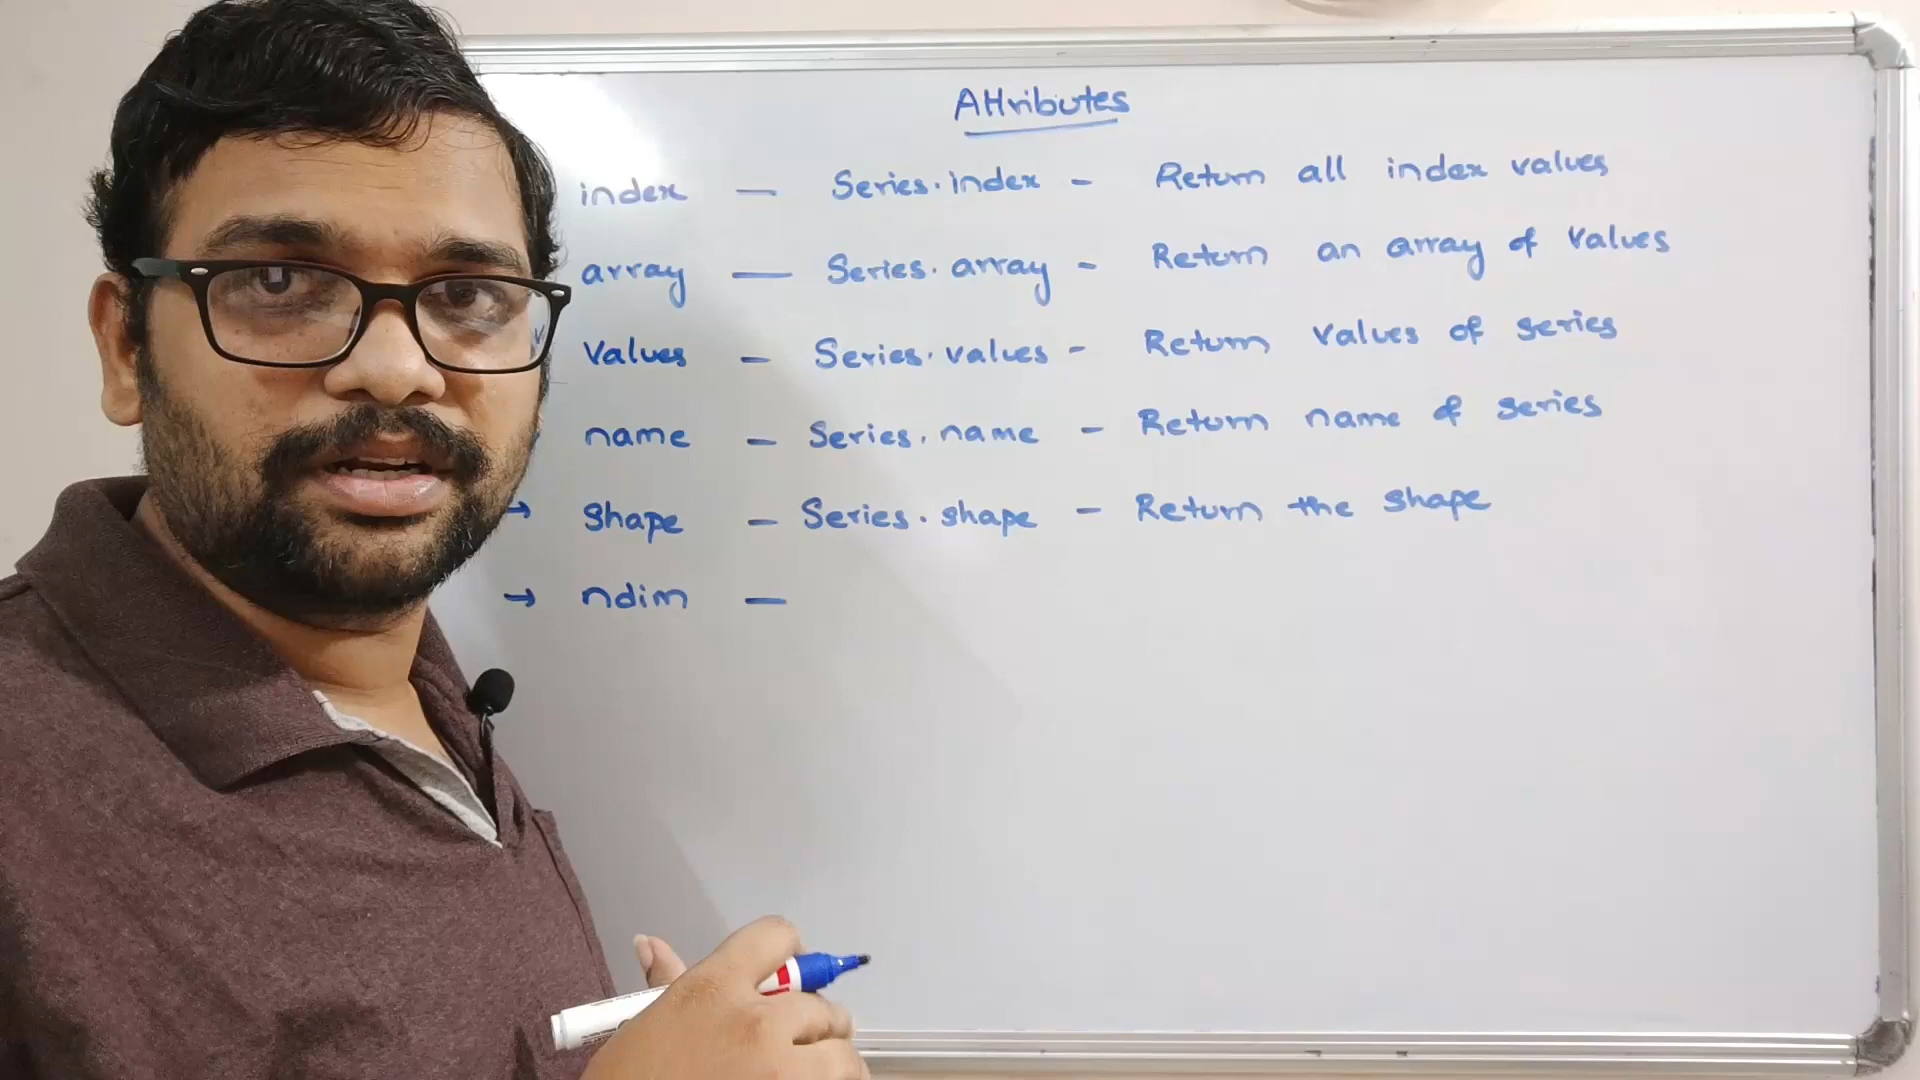 Attributes
index — Series.index - Return all index values
array — Series.array - Return an array of values
values — Series.values - Return values of series
name — Series.name - Return name of series
→ shape — Series.shape - Return the shape
→ ndim —